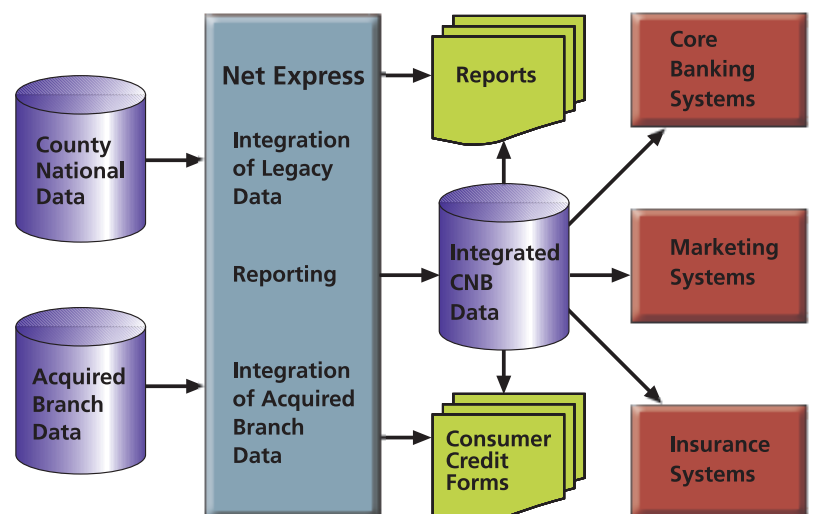 County
National
Data
Acquired
Branch
Data
Net Express
Integration
of Legacy
Data
Reporting
Integration
of Acquired
Branch
Data
Reports
Integrated
CNB
Data
Consumer
Credit
Forms
Core
Banking
Systems
Marketing
Systems
Insurance
Systems